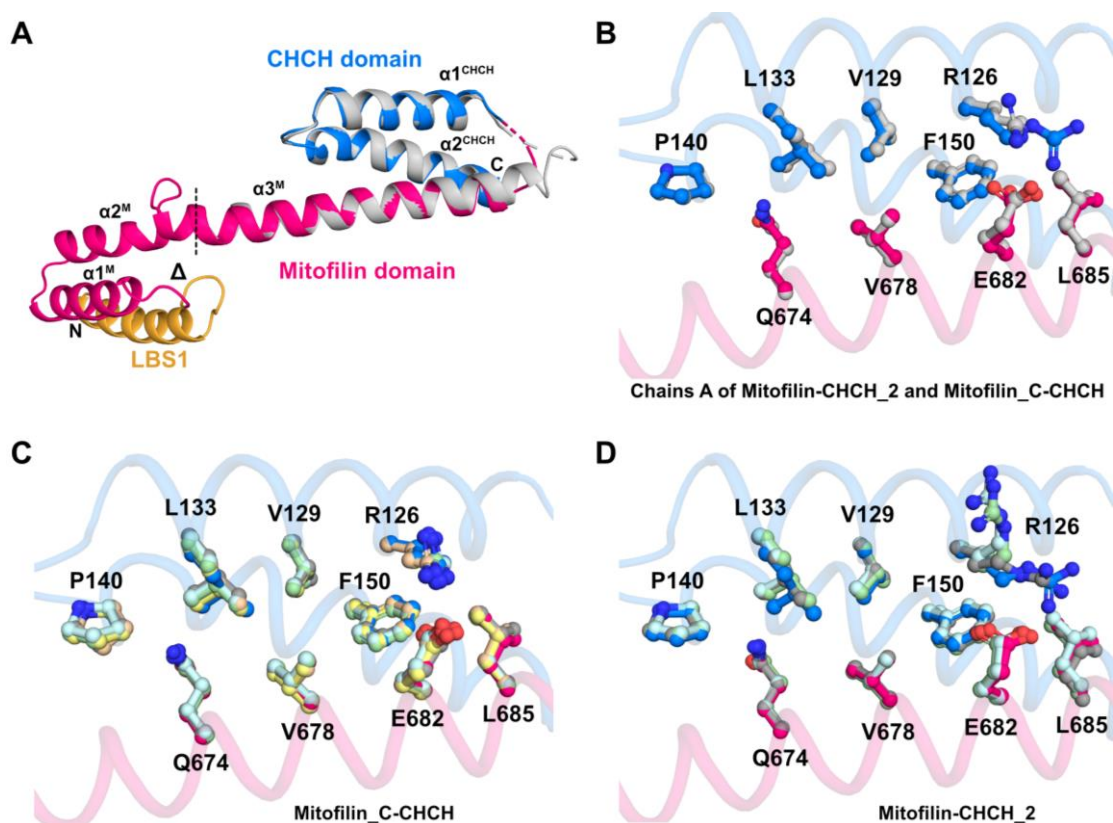 A
CHCH domain
α1ᶜᴴᶜᴴ
α2ᶜᴴᶜᴴ
C
α3ᴹ
α2ᴹ
α1ᴹ
Δ
N
LBS1
Mitofilin domain
B
L133 V129 R126
P140 F150
Q674 V678 E682 L685
Chains A of Mitofilin-CHCH_2 and Mitofilin_C-CHCH
C
L133 V129 R126
P140 F150
Q674 V678 E682 L685
Mitofilin_C-CHCH
D
L133 V129 R126
P140 F150
Q674 V678 E682 L685
Mitofilin-CHCH_2